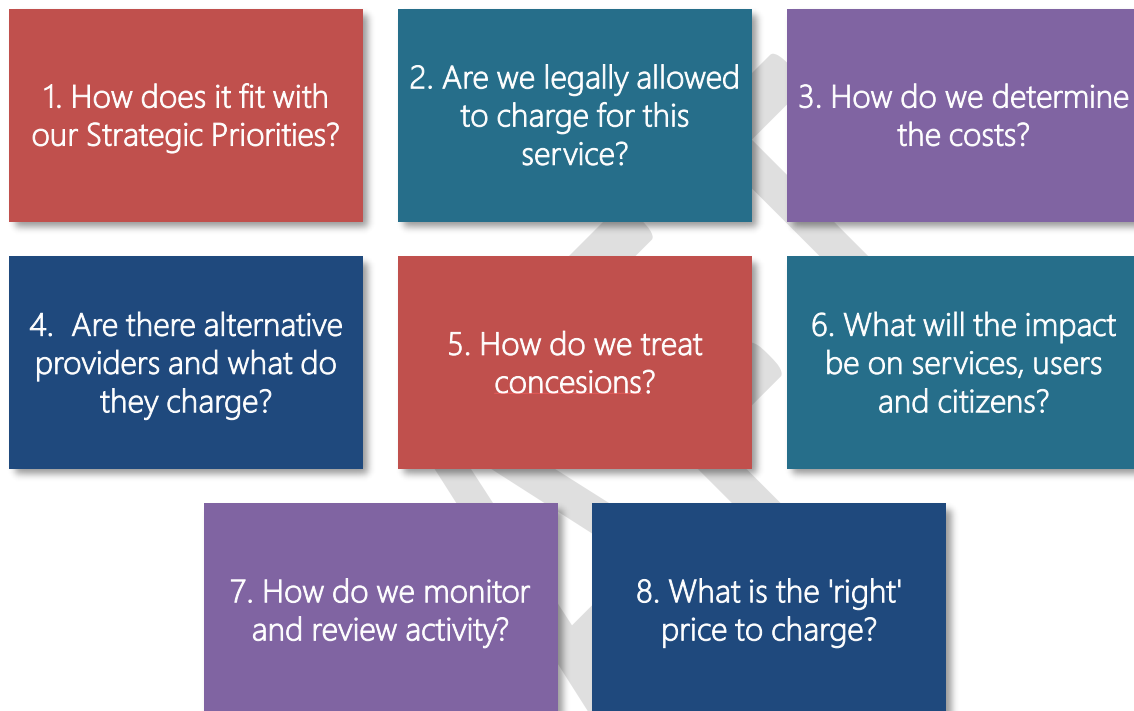 1. How does it fit with
our Strategic Priorities?
2. Are we legally allowed
to charge for this
service?
3. How do we determine
the costs?
4.  Are there alternative
providers and what do
they charge?
5. How do we treat
concesions?
6. What will the impact
be on services, users
and citizens?
7. How do we monitor
and review activity?
8. What is the 'right'
price to charge?